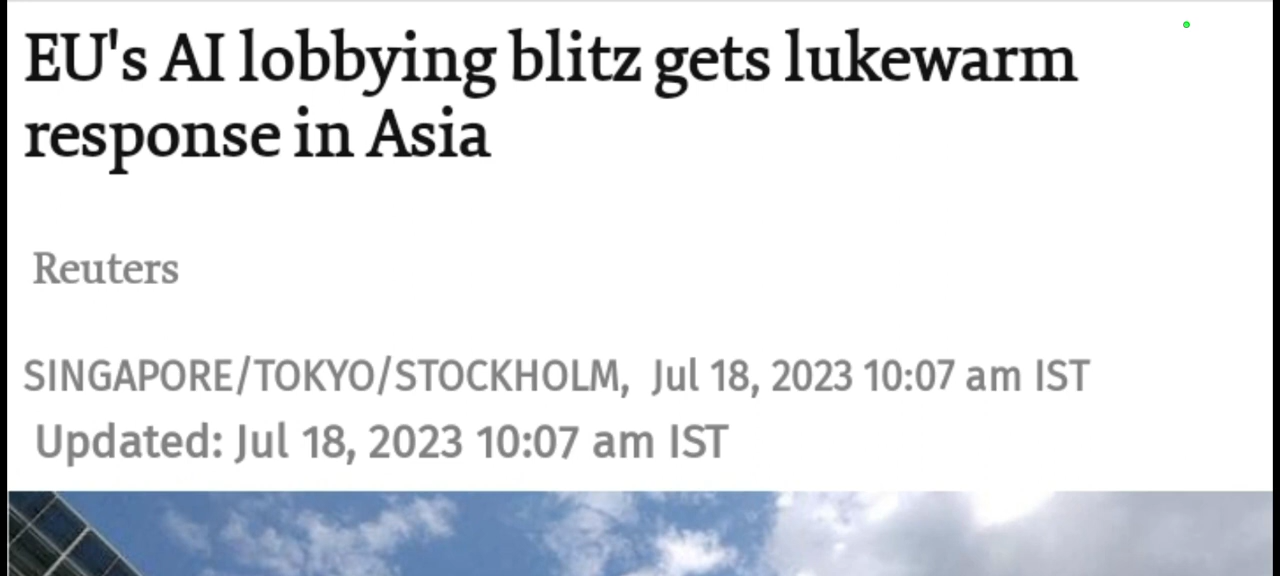 EU's AI lobbying blitz gets lukewarm
response in Asia
Reuters
SINGAPORE/TOKYO/STOCKHOLM, Jul 18, 2023 10:07 am IST
Updated: Jul 18, 2023 10:07 am IST